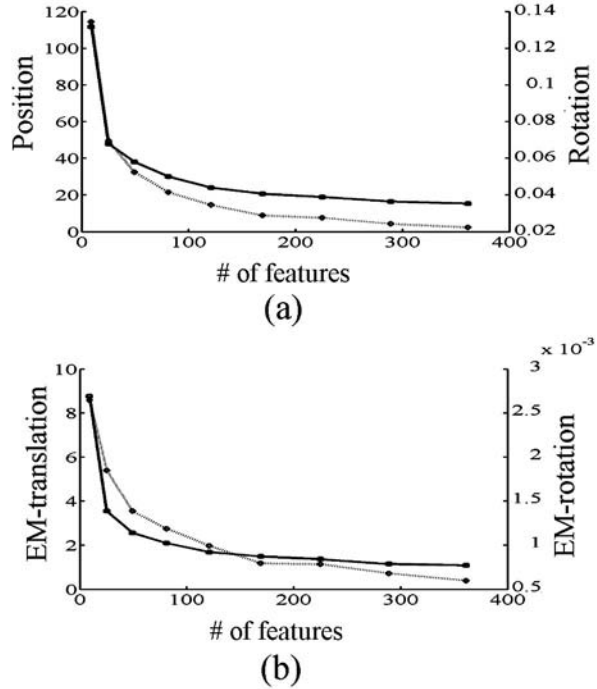 120
100
80
60
40
20
0
Position
0.14
0.12
0.1
0.08
0.06
0.04
0.02
Rotation
0 100 200 300 400
# of features
(a)
10
8
6
4
2
0
EM-translation
x 10-3
3
2.5
2
1.5
1
0.5
EM-rotation
0 100 200 300 400
# of features
(b)